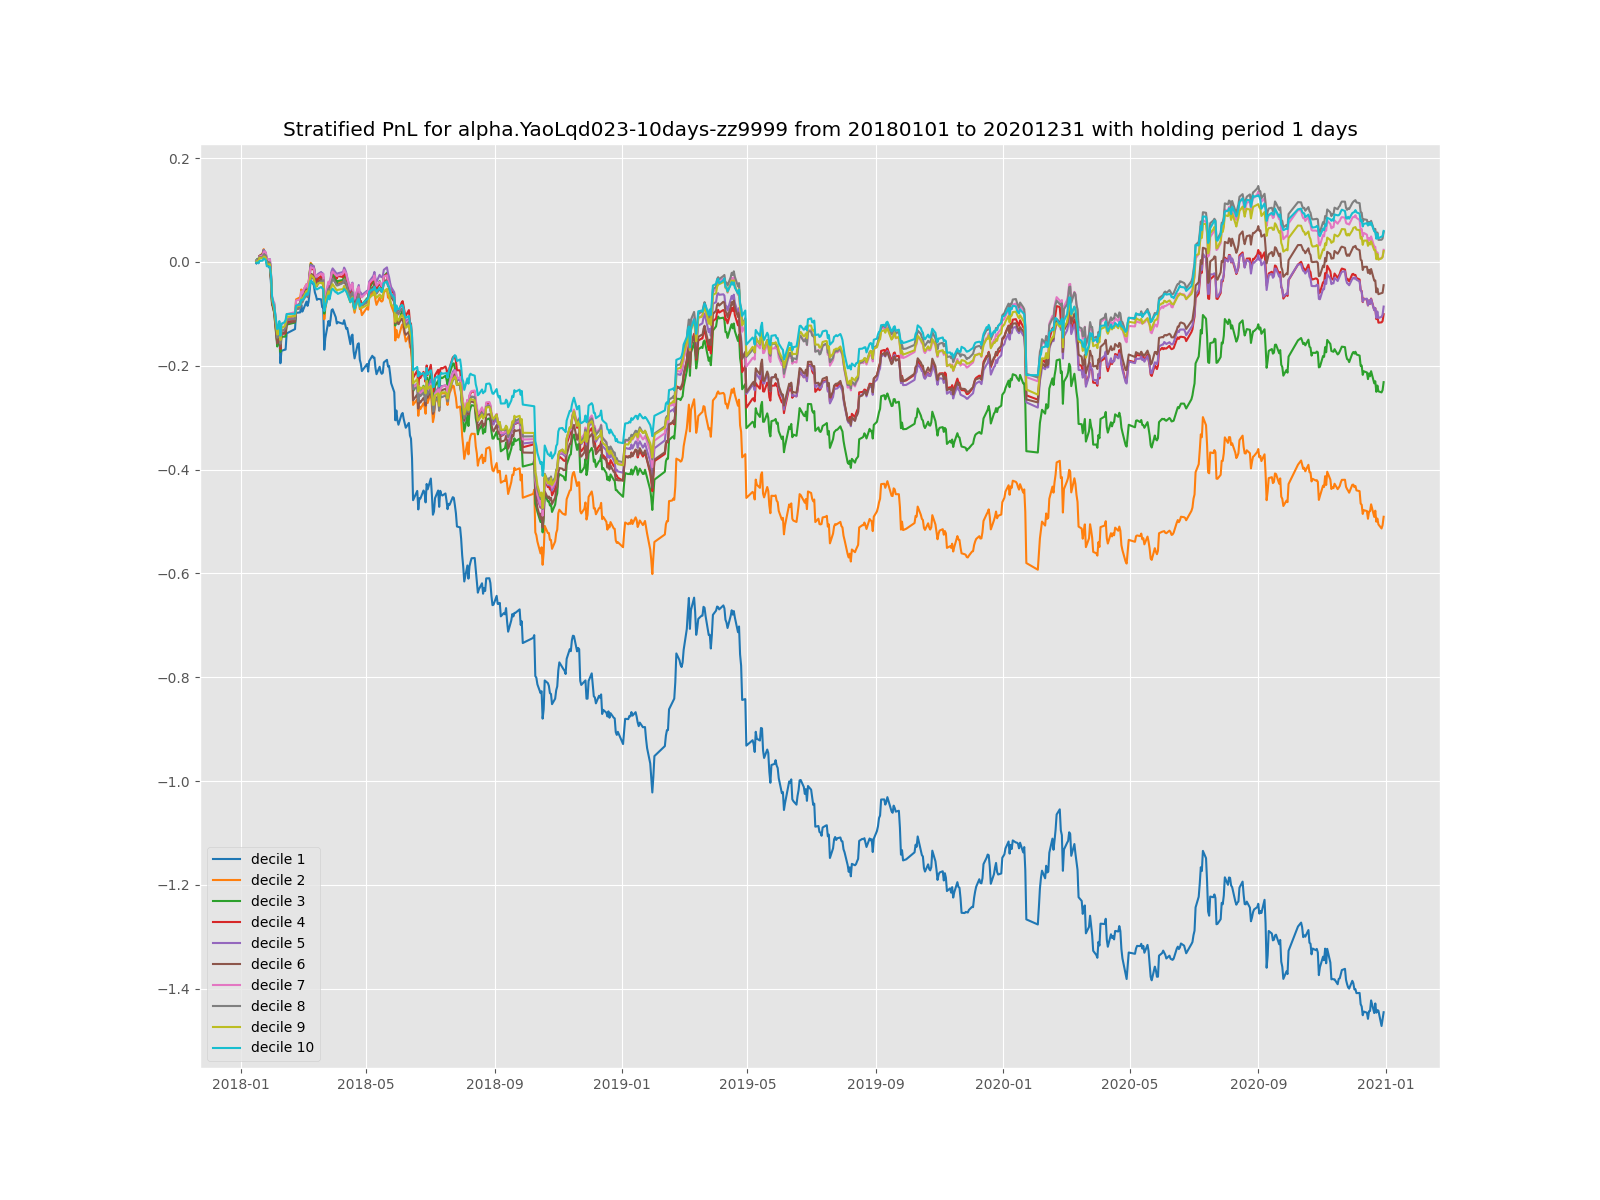 Stratified PnL for alpha.YaoLqd023-10days-zz9999 from 20180101 to 20201231 with holding period 1 days
0.2
0.0
−0.2
−0.4
−0.6
−0.8
−1.0
−1.2
−1.4
decile 1
decile 2
decile 3
decile 4
decile 5
decile 6
decile 7
decile 8
decile 9
decile 10
2018-01 2018-05 2018-09 2019-01 2019-05 2019-09 2020-01 2020-05 2020-09 2021-01